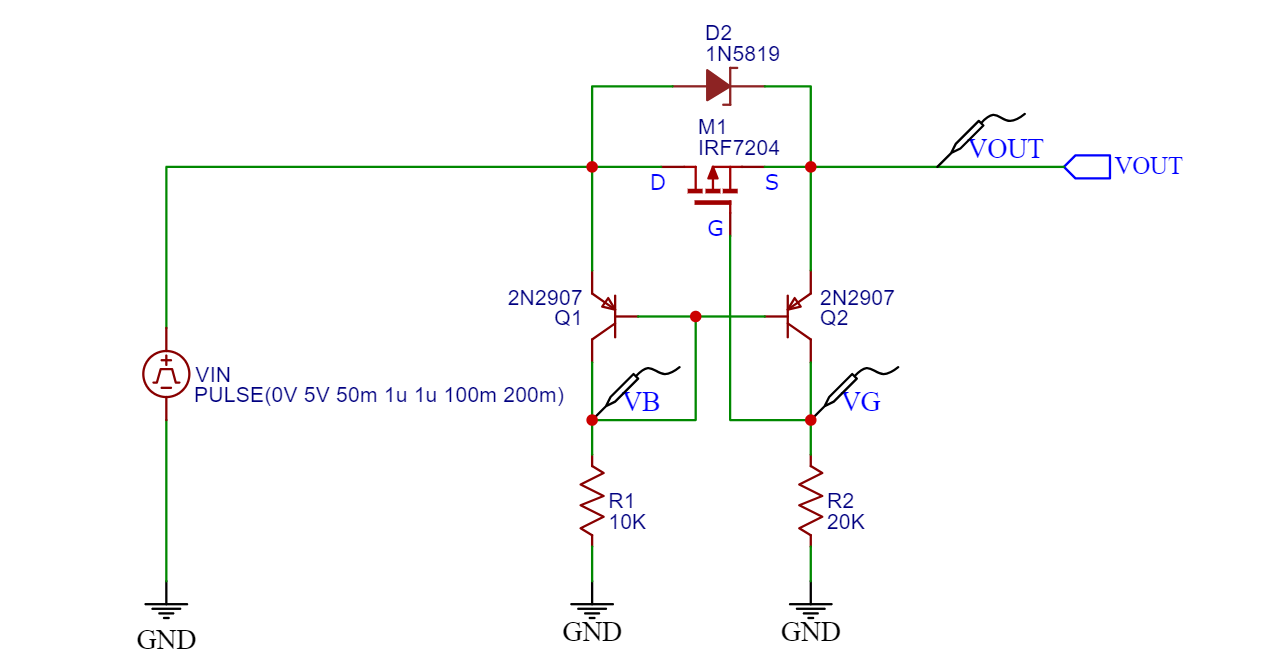 D2
1N5819
M1
IRF7204
VOUT
VOUT
D
S
G
2N2907
Q1
2N2907
Q2
VIN
PULSE(0V 5V 50m 1u 1u 100m 200m)
VB
VG
R1
10K
R2
20K
GND
GND
GND